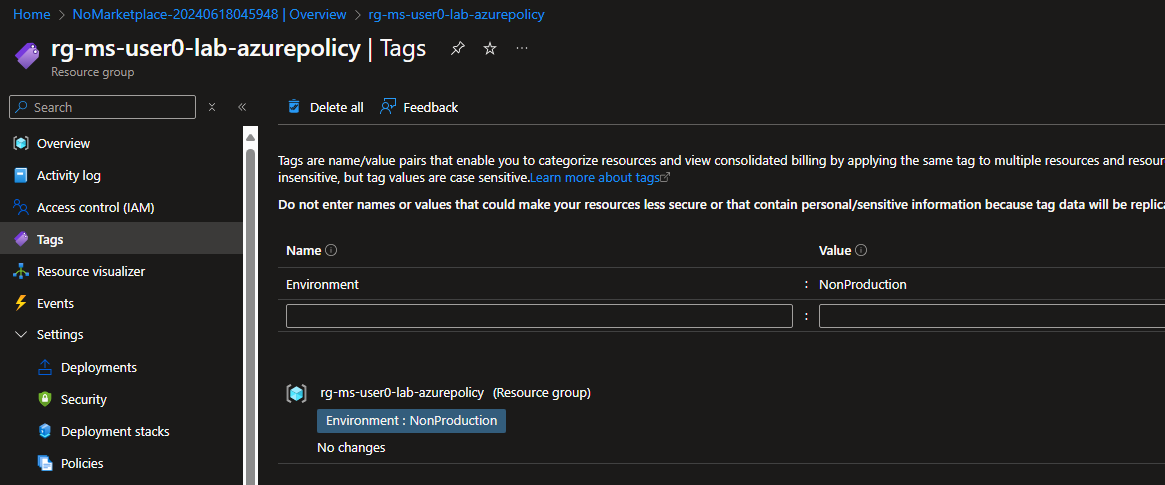 Home > NoMarketplace-20240618045948 | Overview > rg-ms-user0-lab-azurepolicy
rg-ms-user0-lab-azurepolicy | Tags
Resource group
Search
Overview
Activity log
Access control (IAM)
Tags
Resource visualizer
Events
Settings
Deployments
Security
Deployment stacks
Policies
Delete all Feedback
Tags are name/value pairs that enable you to categorize resources and view consolidated billing by applying the same tag to multiple resources and resour
insensitive, but tag values are case sensitive. Learn more about tags
Do not enter names or values that could make your resources less secure or that contain personal/sensitive information because tag data will be replica
Name Value
Environment : NonProduction
:
rg-ms-user0-lab-azurepolicy (Resource group)
Environment : NonProduction
No changes